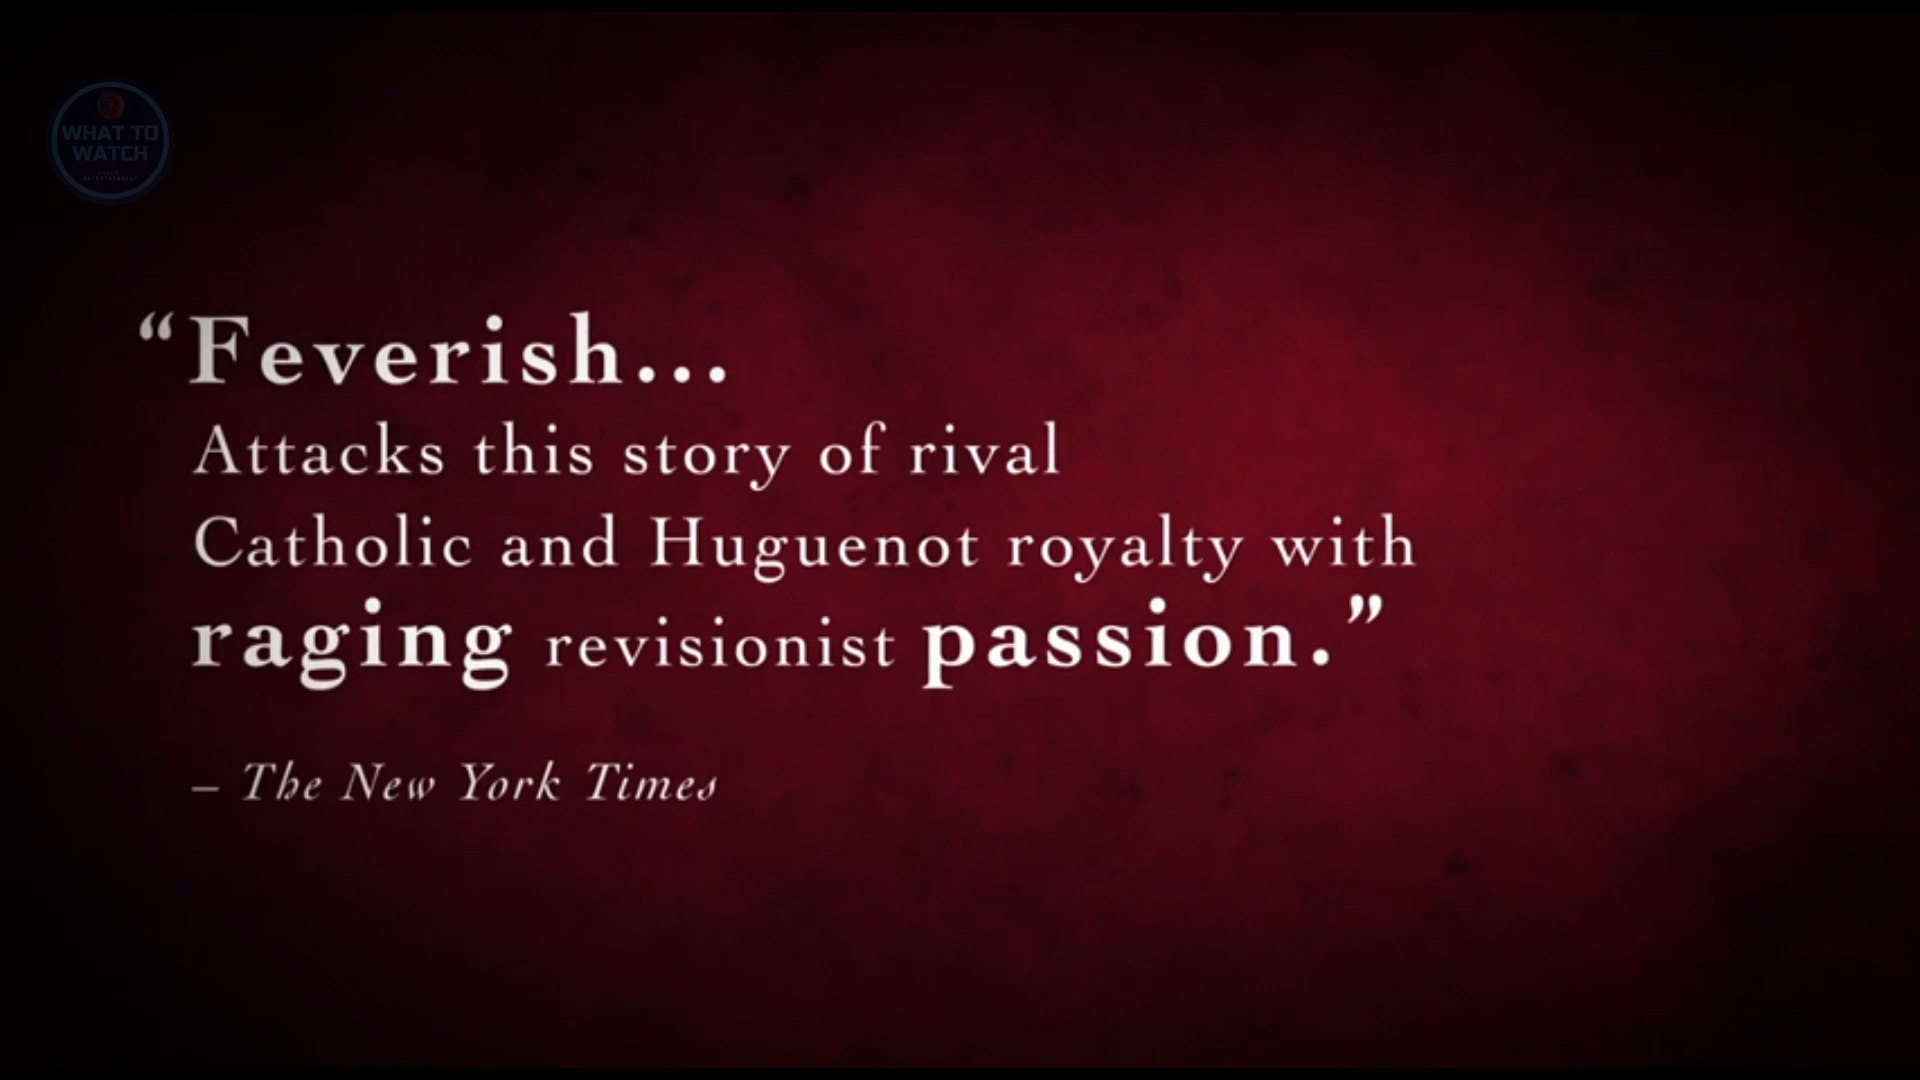 WHAT TO
WATCH
“Feverish...
Attacks this story of rival
Catholic and Huguenot royalty with
raging revisionist passion.”
– The New York Times